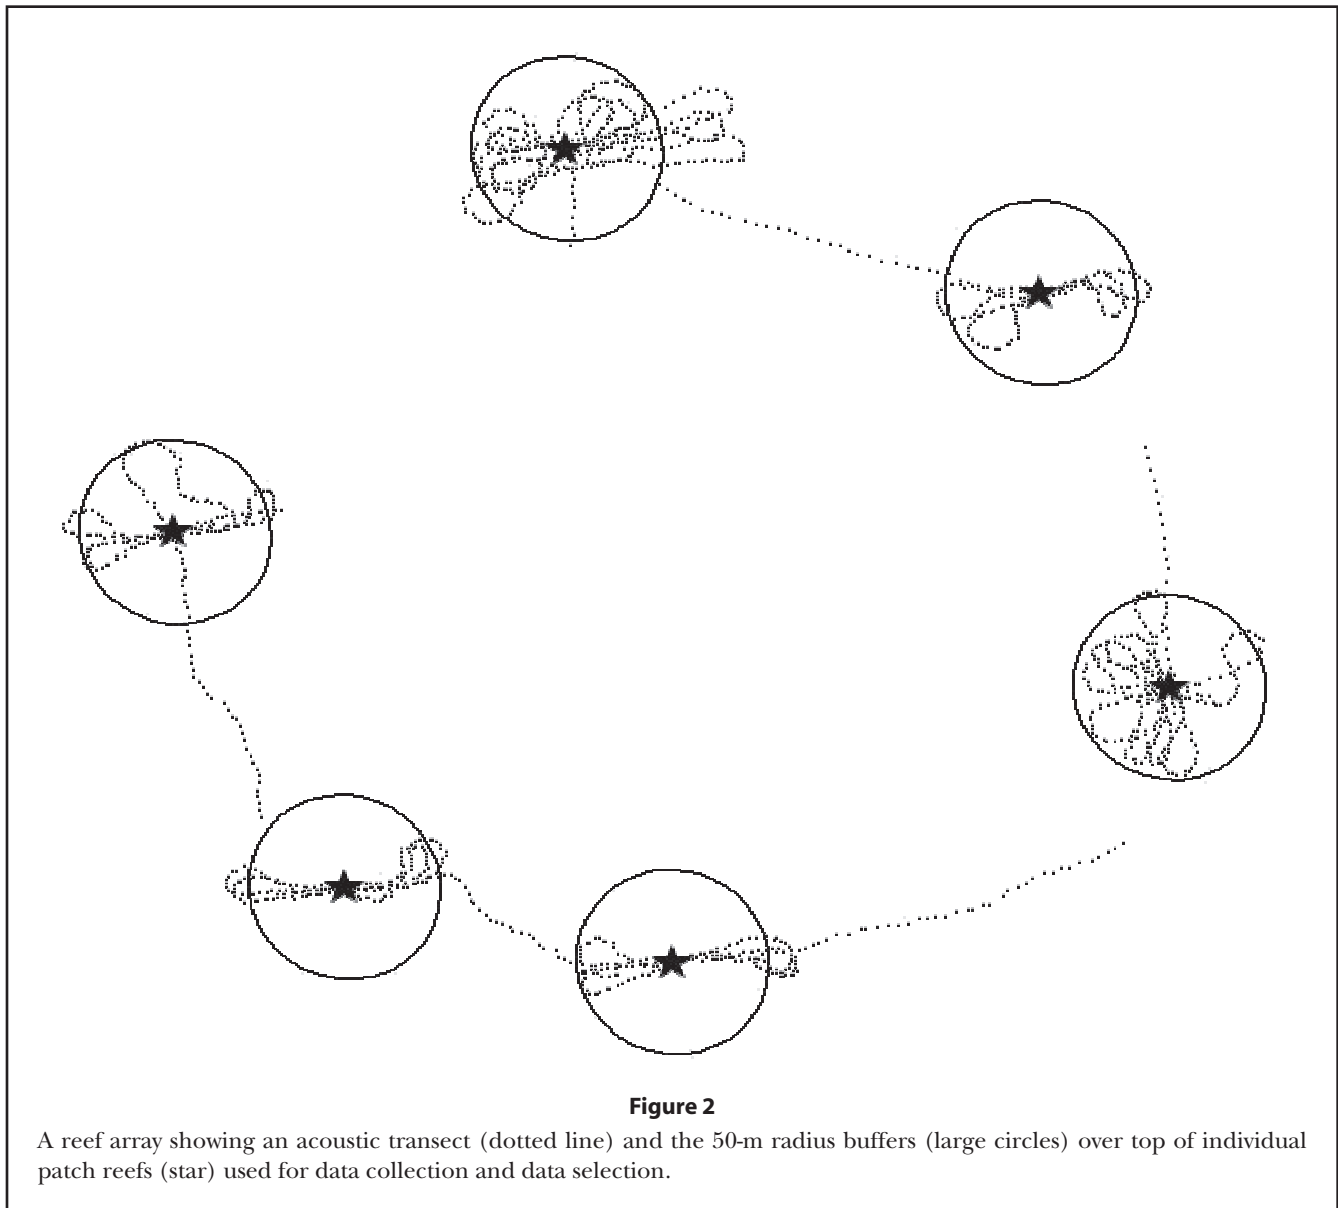 Figure 2
A reef array showing an acoustic transect (dotted line) and the 50-m radius buffers (large circles) over top of individual
patch reefs (star) used for data collection and data selection.